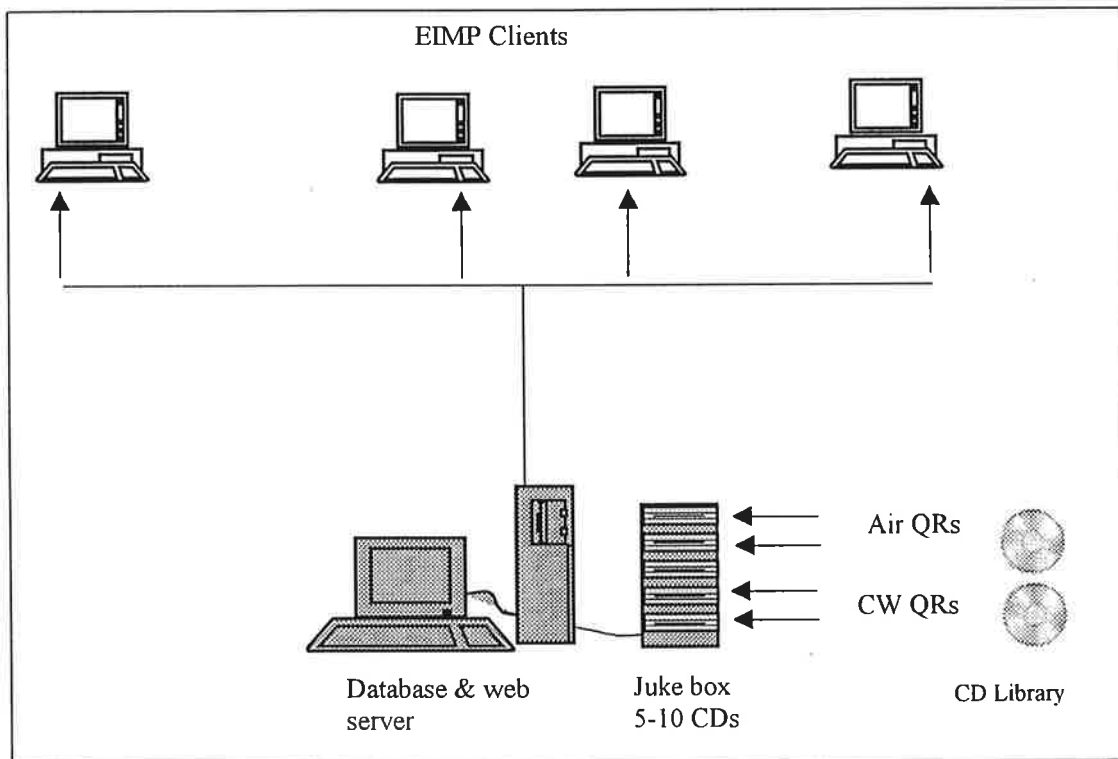 EIMP Clients
Air QRs
CW QRs
Database & web
server
Juke box
5-10 CDs
CD Library